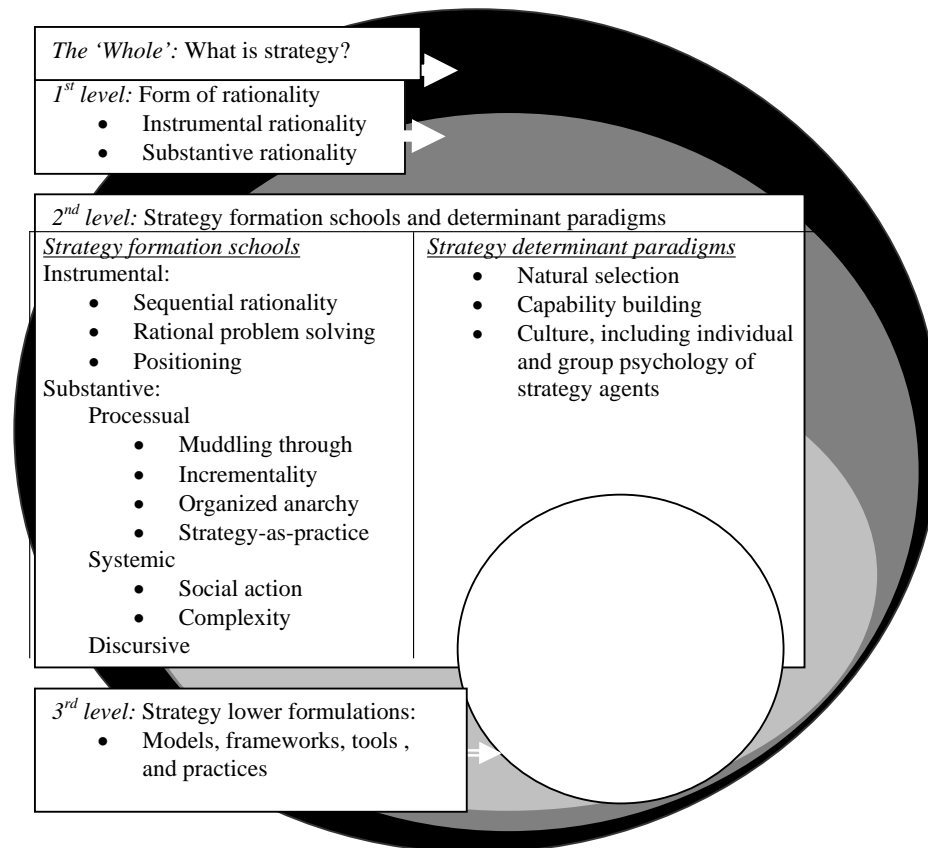 The ‘Whole’: What is strategy?
1st level: Form of rationality
• Instrumental rationality
• Substantive rationality
2nd level: Strategy formation schools and determinant paradigms
Strategy formation schools
Instrumental:
• Sequential rationality
• Rational problem solving
• Positioning
Substantive:
Processual
• Muddling through
• Incrementality
• Organized anarchy
• Strategy-as-practice
Systemic
• Social action
• Complexity
Discursive
Strategy determinant paradigms
• Natural selection
• Capability building
• Culture, including individual
and group psychology of
strategy agents
3rd level: Strategy lower formulations:
• Models, frameworks, tools ,
and practices